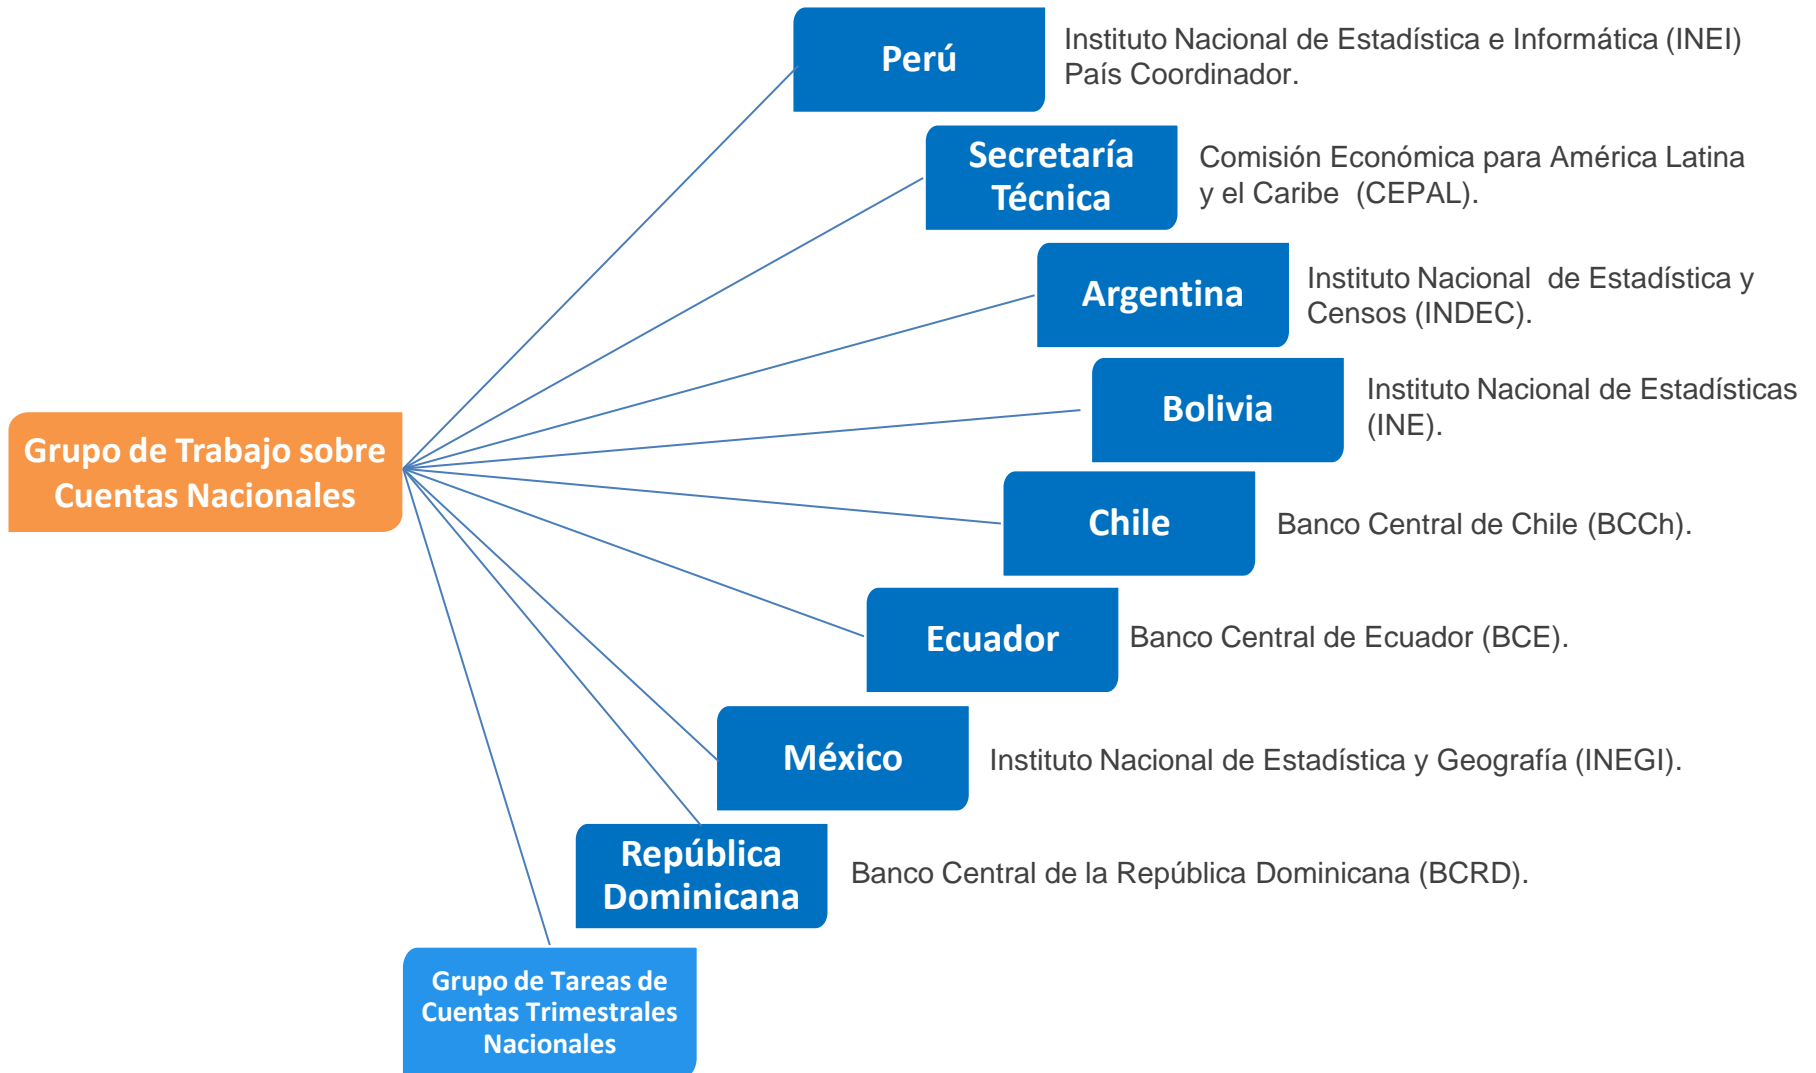 Perú
Instituto Nacional de Estadística e Informática (INEI)
País Coordinador.
Secretaría
Técnica
Comisión Económica para América Latina
y el Caribe  (CEPAL).
Argentina
Instituto Nacional  de Estadística y
Censos (INDEC).
Bolivia
Instituto Nacional de Estadísticas
(INE).
Grupo de Trabajo sobre
Cuentas Nacionales
Chile
Banco Central de Chile (BCCh).
Ecuador
Banco Central de Ecuador (BCE).
México
Instituto Nacional de Estadística y Geografía (INEGI).
República
Dominicana
Banco Central de la República Dominicana (BCRD).
Grupo de Tareas de
Cuentas Trimestrales
Nacionales